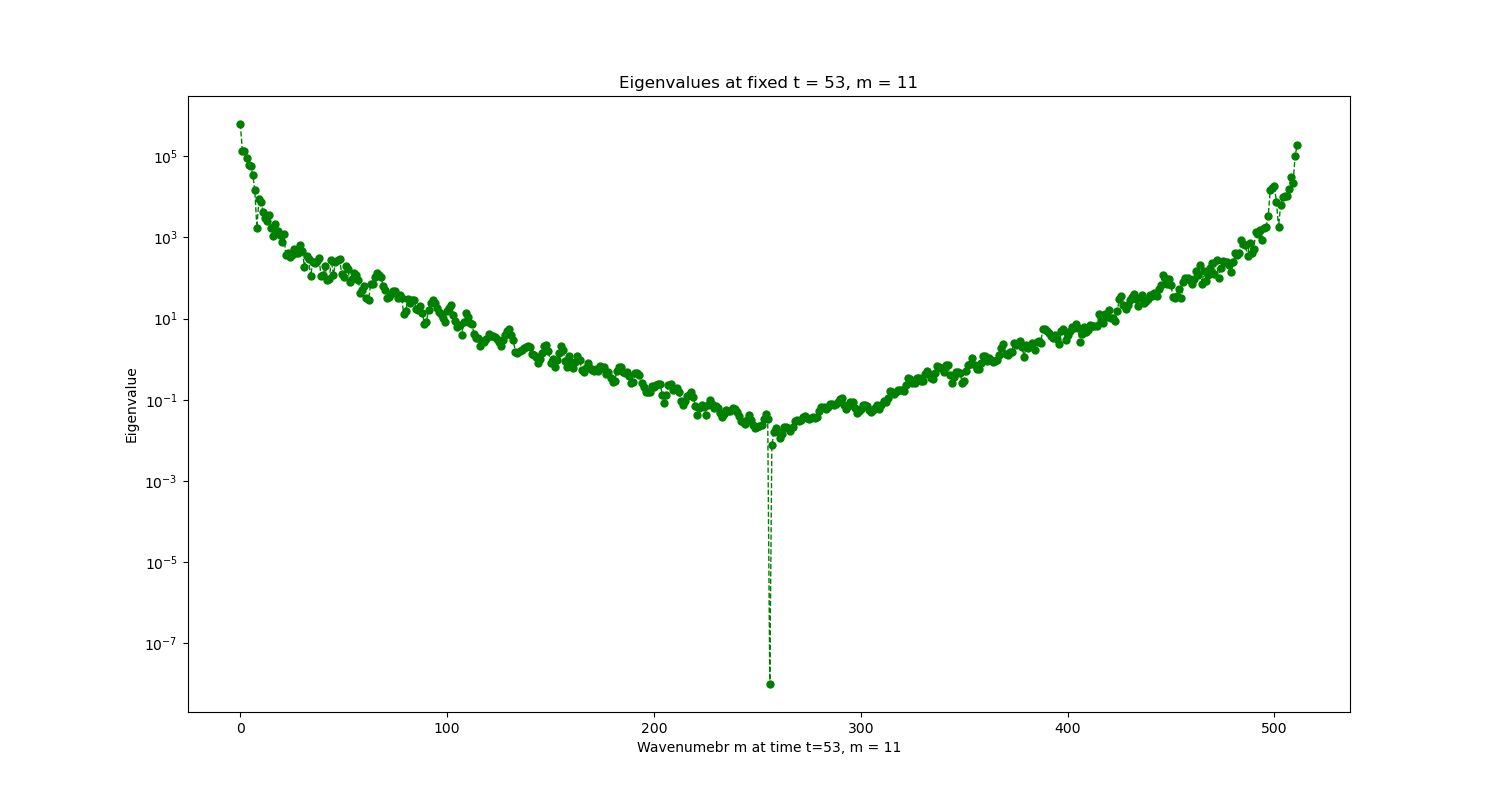 Eigenvalues at fixed t = 53, m = 11
Eigenvalue
10^5
10^3
10^1
10^−1
10^−3
10^−5
10^−7
0 100 200 300 400 500
Wavenumebr m at time t=53, m = 11